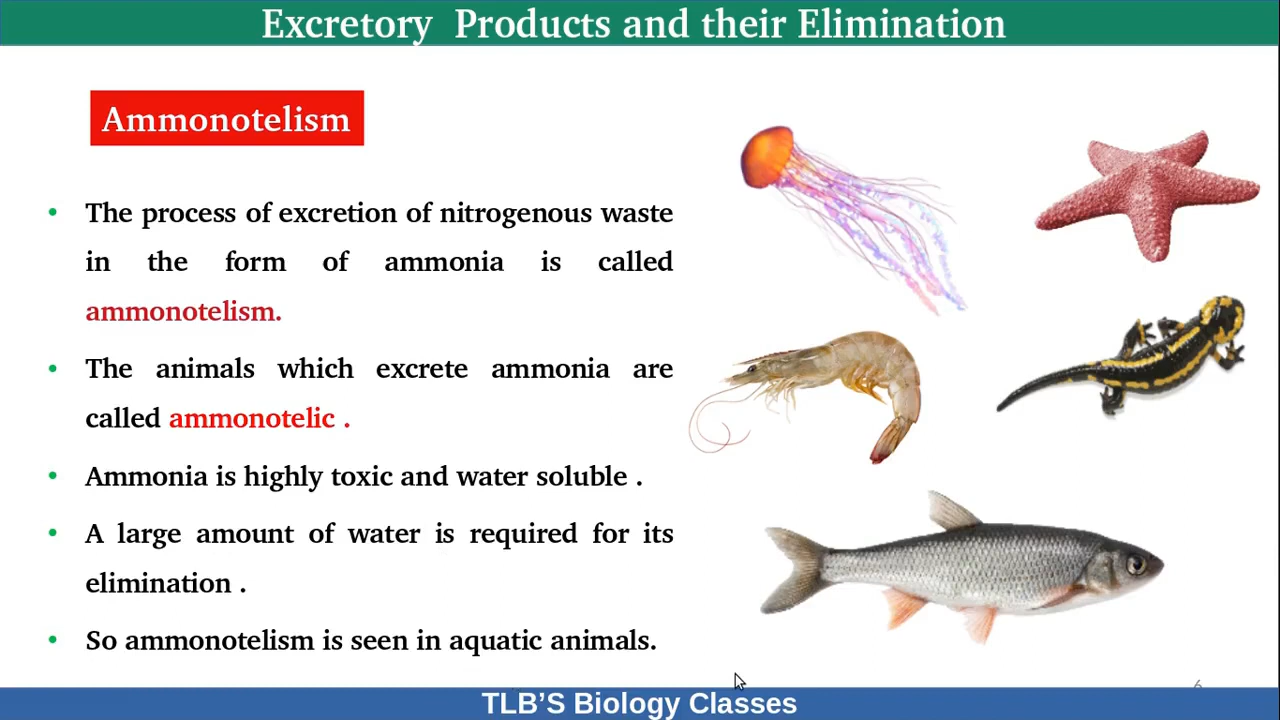 Excretory Products and their Elimination
Ammonotelism
• The process of excretion of nitrogenous waste
in the form of ammonia is called
ammonotelism.
• The animals which excrete ammonia are
called ammonotelic .
• Ammonia is highly toxic and water soluble .
• A large amount of water is required for its
elimination .
• So ammonotelism is seen in aquatic animals.
6
TLB’S Biology Classes